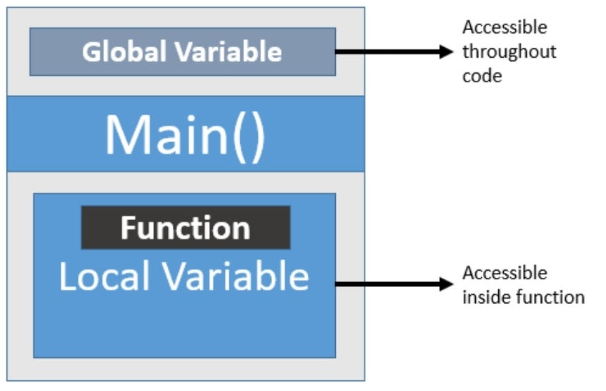 Global Variable
Accessible
throughout
code
Main()
Function
Local Variable
Accessible
inside function